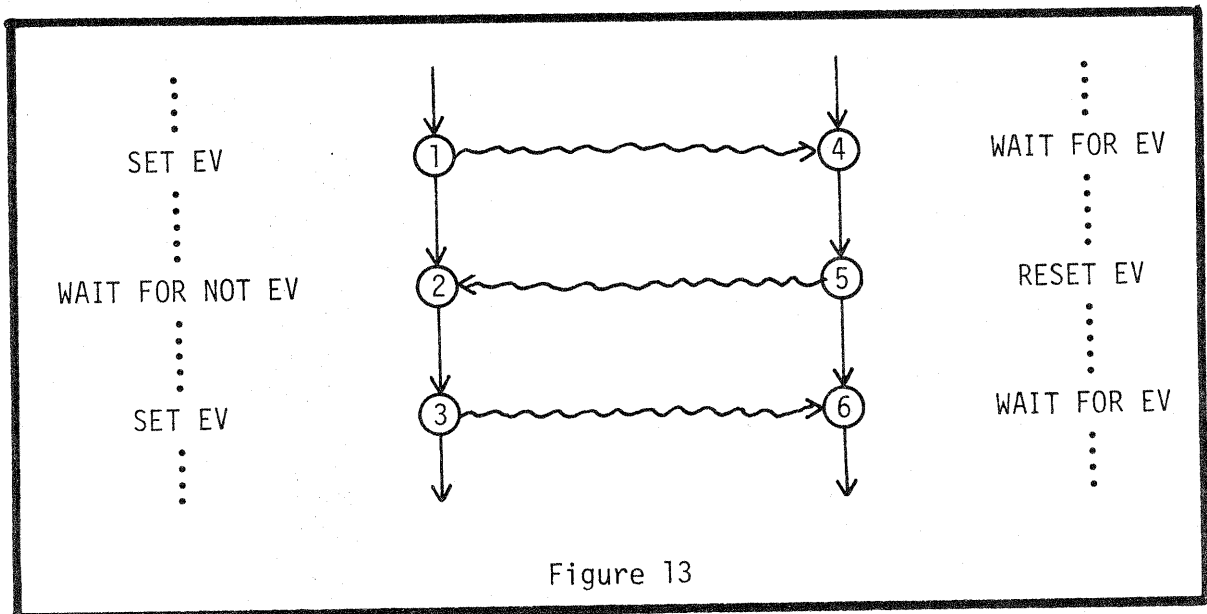 SET EV
1
4
WAIT FOR EV
WAIT FOR NOT EV
2
5
RESET EV
SET EV
3
6
WAIT FOR EV
Figure 13